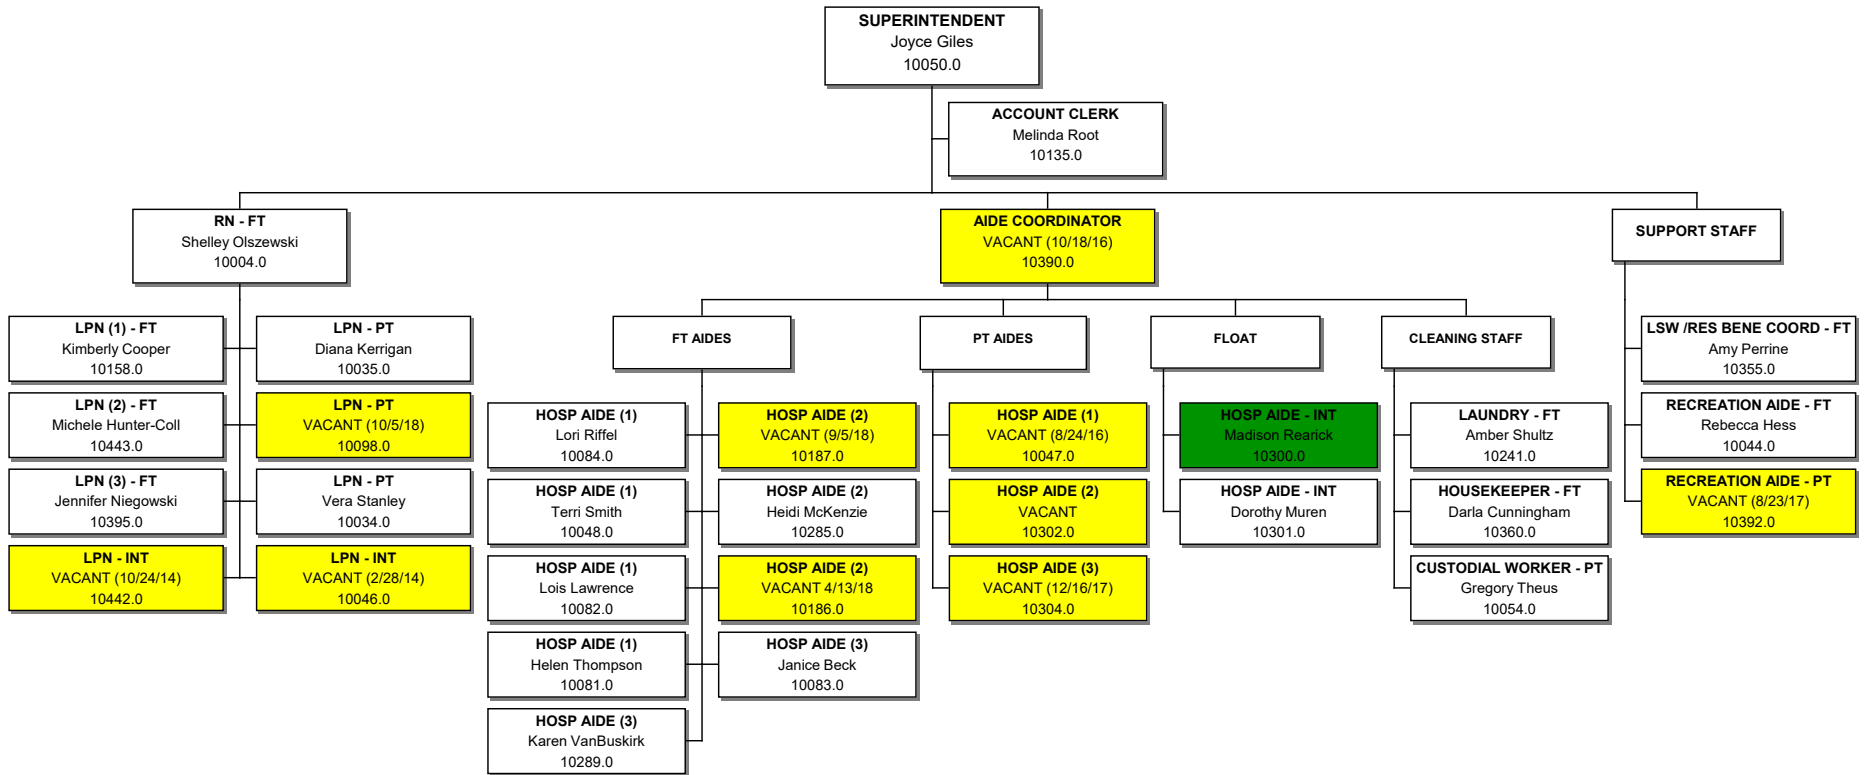 SUPERINTENDENT
Joyce Giles
10050.0
ACCOUNT CLERK
Melinda Root
10135.0
RN - FT
Shelley Olszewski
10004.0
AIDE COORDINATOR
VACANT (10/18/16)
10390.0
SUPPORT STAFF
LPN (1) - FT
Kimberly Cooper
10158.0
LPN - PT
Diana Kerrigan
10035.0
LPN (2) - FT
Michele Hunter-Coll
10443.0
LPN - PT
VACANT (10/5/18)
10098.0
LPN (3) - FT
Jennifer Niegowski
10395.0
LPN - PT
Vera Stanley
10034.0
LPN - INT
VACANT (10/24/14)
10442.0
LPN - INT
VACANT (2/28/14)
10046.0
FT AIDES
HOSP AIDE (1)
Lori Riffel
10084.0
HOSP AIDE (2)
VACANT (9/5/18)
10187.0
HOSP AIDE (1)
Terri Smith
10048.0
HOSP AIDE (2)
Heidi McKenzie
10285.0
HOSP AIDE (1)
Lois Lawrence
10082.0
HOSP AIDE (2)
VACANT 4/13/18
10186.0
HOSP AIDE (1)
Helen Thompson
10081.0
HOSP AIDE (3)
Janice Beck
10083.0
HOSP AIDE (3)
Karen VanBuskirk
10289.0
PT AIDES
HOSP AIDE (1)
VACANT (8/24/16)
10047.0
HOSP AIDE (2)
VACANT
10302.0
HOSP AIDE (3)
VACANT (12/16/17)
10304.0
FLOAT
HOSP AIDE - INT
Madison Rearick
10300.0
HOSP AIDE - INT
Dorothy Muren
10301.0
CLEANING STAFF
LAUNDRY - FT
Amber Shultz
10241.0
HOUSEKEEPER - FT
Darla Cunningham
10360.0
CUSTODIAL WORKER - PT
Gregory Theus
10054.0
LSW /RES BENE COORD - FT
Amy Perrine
10355.0
RECREATION AIDE - FT
Rebecca Hess
10044.0
RECREATION AIDE - PT
VACANT (8/23/17)
10392.0